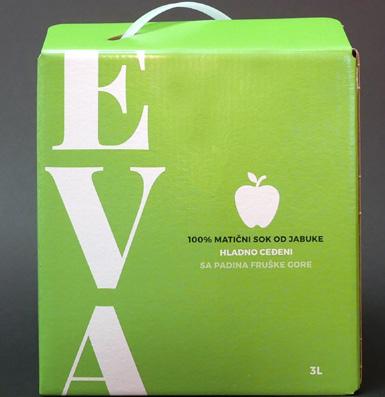 EVA
100% MATIČNI SOK OD JABUKE
HLADNO CEĐENI
SA PADINA FRUŠKE GORE
3L